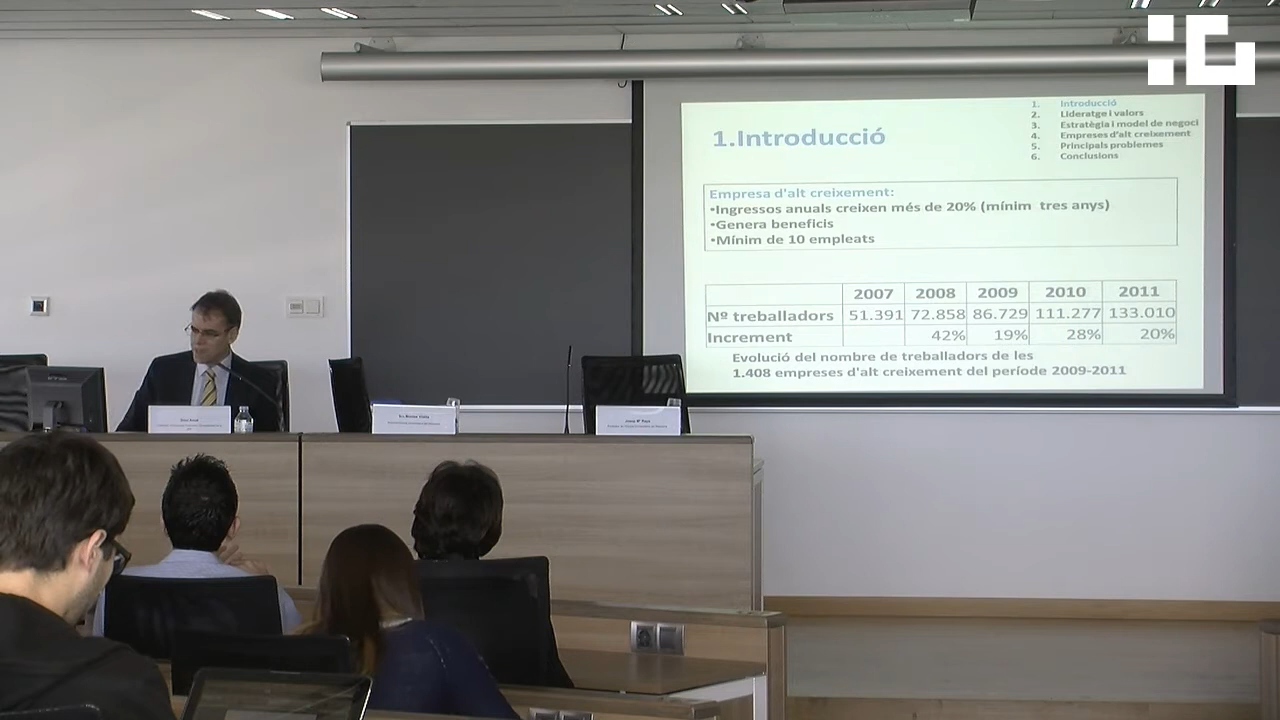 1. Introducció
2. Lideratge i valors
3. Estratègia i model de negoci
4. Empreses d'alt creixement
5. Principals problemes
6. Conclusions
1.Introducció
Empresa d'alt creixement:
•Ingressos anuals creixen més de 20% (mínim tres anys)
•Genera beneficis
•Mínim de 10 empleats
2007 2008 2009 2010 2011
Nº treballadors 51.391 72.858 86.729 111.277 133.010
Increment 42% 19% 28% 20%
Evolució del nombre de treballadors de les
1.408 empreses d'alt creixement del període 2009-2011